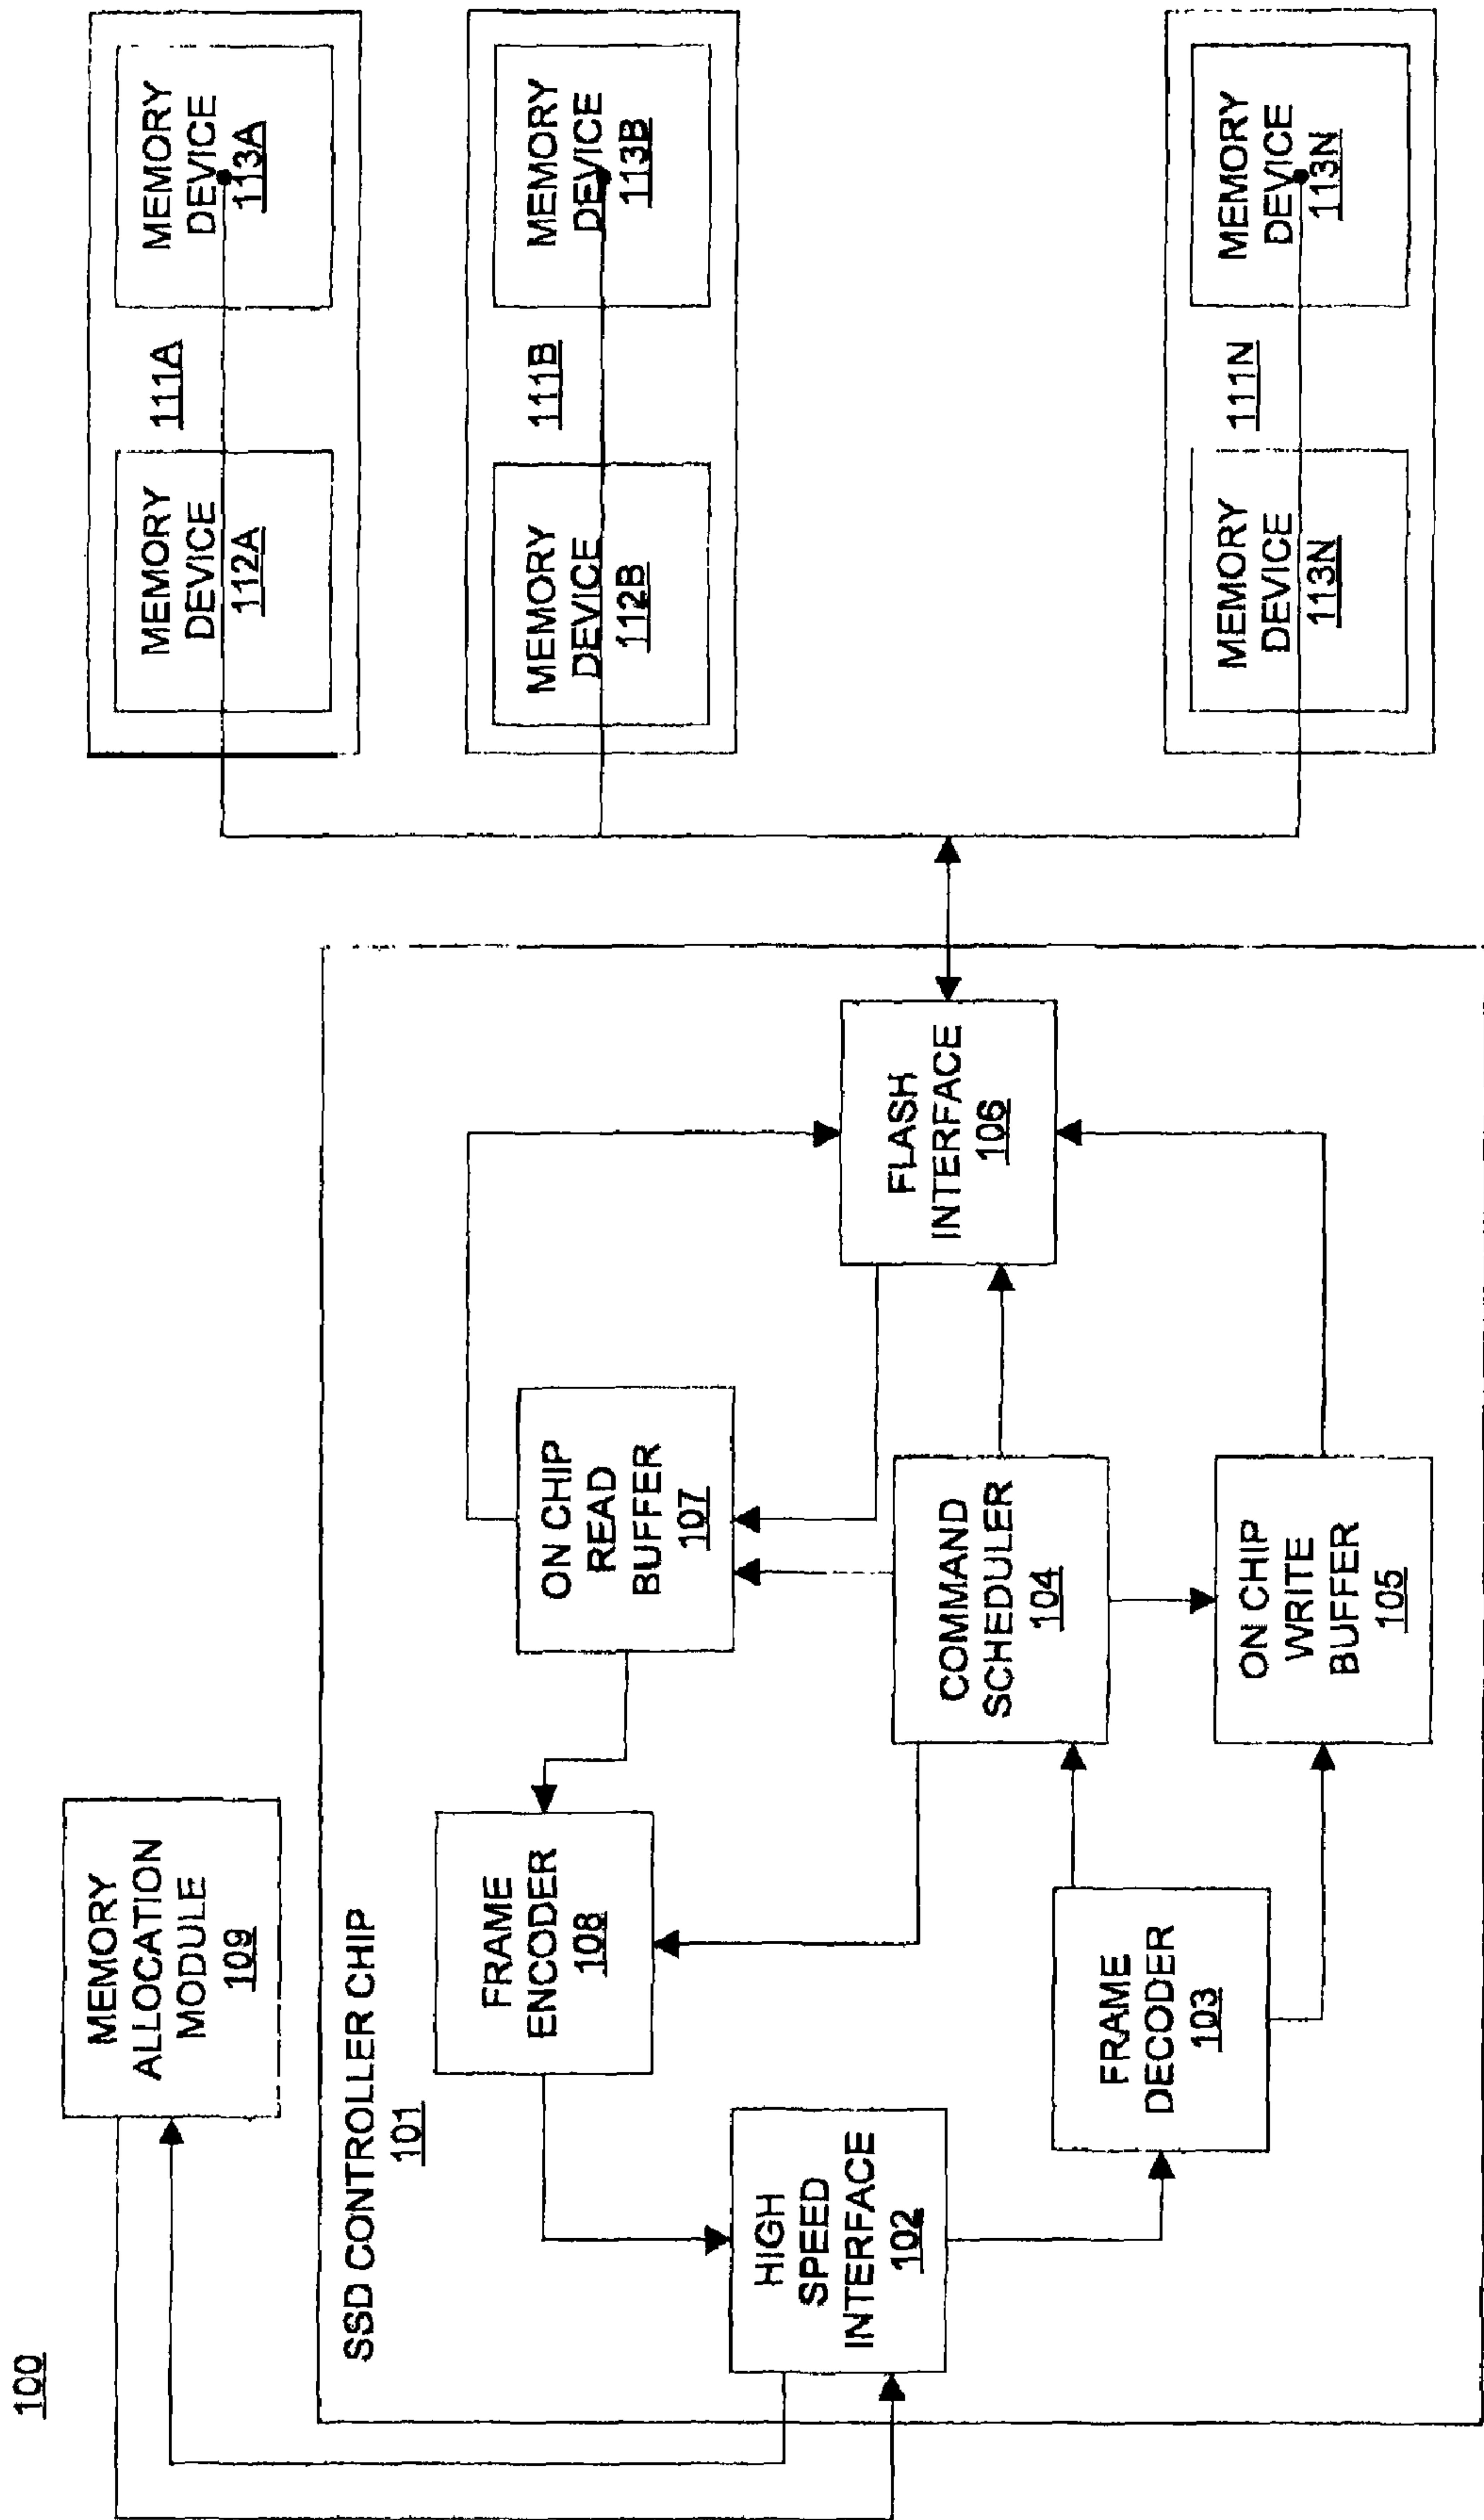 100
MEMORY
ALLOCATION
MODULE
109
SSD CONTROLLER CHIP
101
HIGH
SPEED
INTERFACE
102
FRAME
ENCODER
108
FRAME
DECODER
103
ON CHIP
READ
BUFFER
107
COMMAND
SCHEDULER
104
ON CHIP
WRITE
BUFFER
105
FLASH
INTERFACE
106
MEMORY
DEVICE
112A
111A
MEMORY
DEVICE
113A
MEMORY
DEVICE
112B
111B
MEMORY
DEVICE
113B
MEMORY
DEVICE
113N
111N
MEMORY
DEVICE
113N